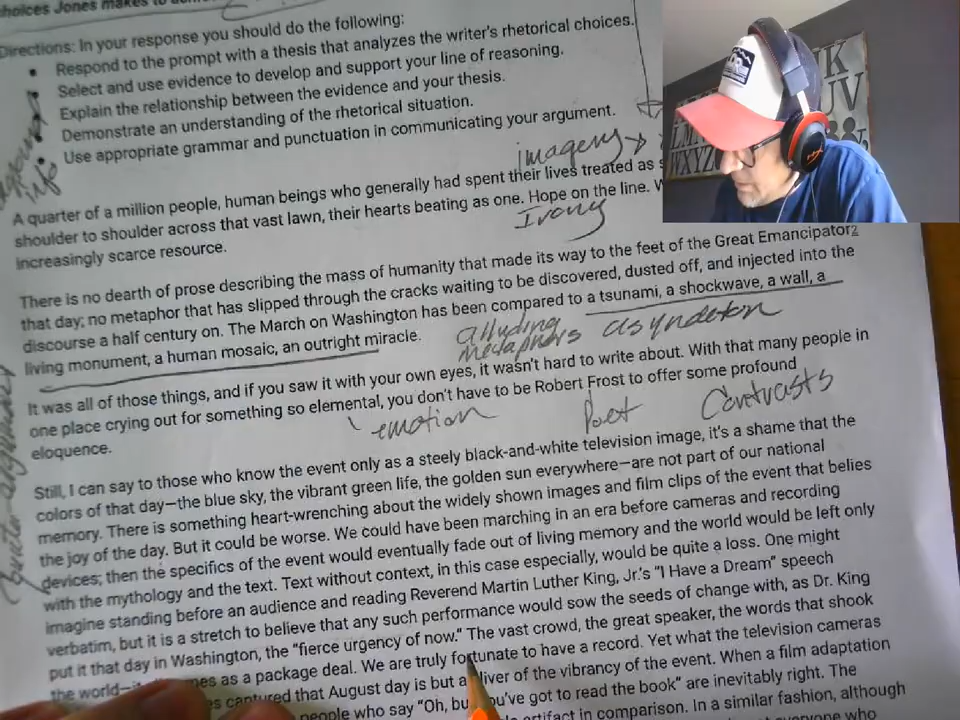 choices Jones makes to
Directions: In your response you should do the following:
• Respond to the prompt with a thesis that analyzes the writer's rhetorical choices.
• Select and use evidence to develop and support your line of reasoning.
• Explain the relationship between the evidence and your thesis.
• Demonstrate an understanding of the rhetorical situation.
• Use appropriate grammar and punctuation in communicating your argument.
imagery →
A quarter of a million people, human beings who generally had spent their lives treated as
shoulder to shoulder across that vast lawn, their hearts beating as one. Hope on the line. W
Irony
increasingly scarce resource.
There is no dearth of prose describing the mass of humanity that made its way to the feet of the Great Emancipator2
that day; no metaphor that has slipped through the cracks waiting to be discovered, dusted off, and injected into the
discourse a half century on. The March on Washington has been compared to a tsunami, a shockwave, a wall, a
living monument, a human mosaic, an outright miracle.
alluding
metaphors asyndeton
It was all of those things, and if you saw it with your own eyes, it wasn't hard to write about. With that many people in
one place crying out for something so elemental, you don't have to be Robert Frost to offer some profound
emotion Poet Contrasts
eloquence.
Still, I can say to those who know the event only as a steely black-and-white television image, it's a shame that the
colors of that day—the blue sky, the vibrant green life, the golden sun everywhere—are not part of our national
memory. There is something heart-wrenching about the widely shown images and film clips of the event that belies
the joy of the day. But it could be worse. We could have been marching in an era before cameras and recording
devices; then the specifics of the event would eventually fade out of living memory and the world would be left only
with the mythology and the text. Text without context, in this case especially, would be quite a loss. One might
imagine standing before an audience and reading Reverend Martin Luther King, Jr.'s "I Have a Dream" speech
verbatim, but it is a stretch to believe that any such performance would sow the seeds of change with, as Dr. King
put it that day in Washington, the "fierce urgency of now." The vast crowd, the great speaker, the words that shook
the world—it comes as a package deal. We are truly fortunate to have a record. Yet what the television cameras
captured that August day is but a sliver of the vibrancy of the event. When a film adaptation
people who say "Oh, but you've got to read the book" are inevitably right. The
artifact in comparison. In a similar fashion, although
everyone who
K
UV
WXYZ